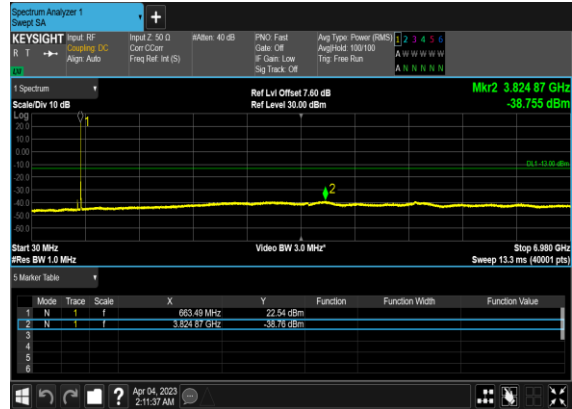 Spectrum Analyzer 1
Swept SA
+
KEYSIGHT Input: RF Input Z: 50 Ω #Atten: 40 dB PNO: Fast Avg Type: Power (RMS) 1 2 3 4 5 6
R T Coupling: DC Corr CCorr Gate: Off Avg|Hold: 100/100 A W W W W W
Align: Auto Freq Ref: Int (S) IF Gain: Low Trig: Free Run
Sig Track: Off A N N N N N
1 Spectrum Ref Lvl Offset 7.60 dB Mkr2 3.824 87 GHz
Scale/Div 10 dB Ref Level 30.00 dBm -38.755 dBm
Log
20.0
10.0
0.00
-10.0
-20.0
-30.0
-40.0
-50.0
-60.0
1
2
DL1 -13.00 dBm
Start 30 MHz Video BW 3.0 MHz* Stop 6.980 GHz
#Res BW 1.0 MHz Sweep 13.3 ms (40001 pts)
5 Marker Table
Mode Trace Scale X Y Function Function Width Function Value
1 N 1 f 663.49 MHz 22.54 dBm
2 N 1 f 3.824 87 GHz -38.76 dBm
3
4
5
6
? Apr 04, 2023
2:11:37 AM